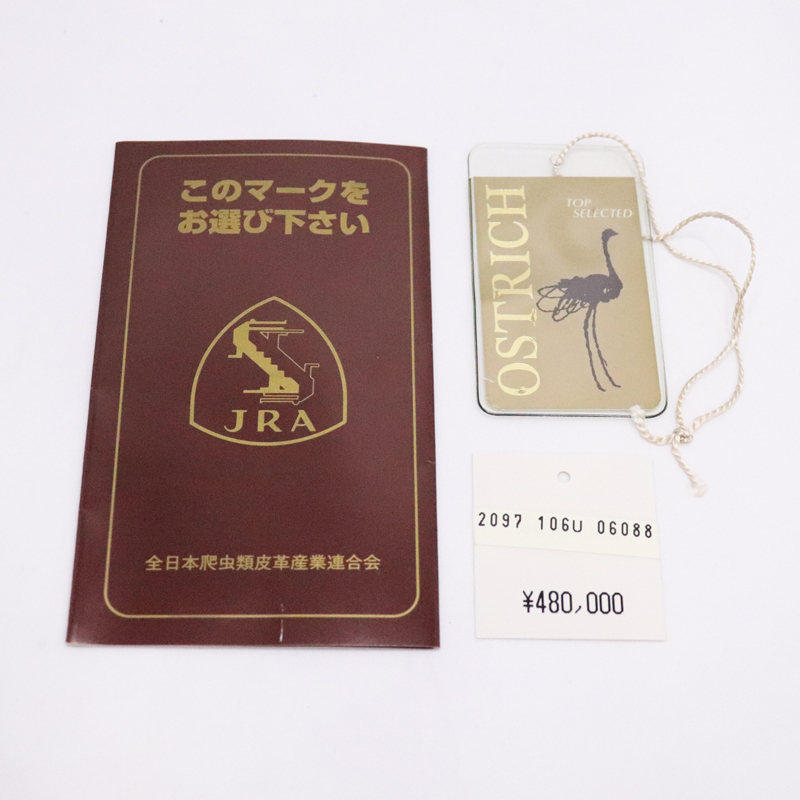 このマークを
お選び下さい
JRA
全日本爬虫類皮革産業連合会
OSTRICH
TOP
SELECTED
2097 106U 06088
¥480,000